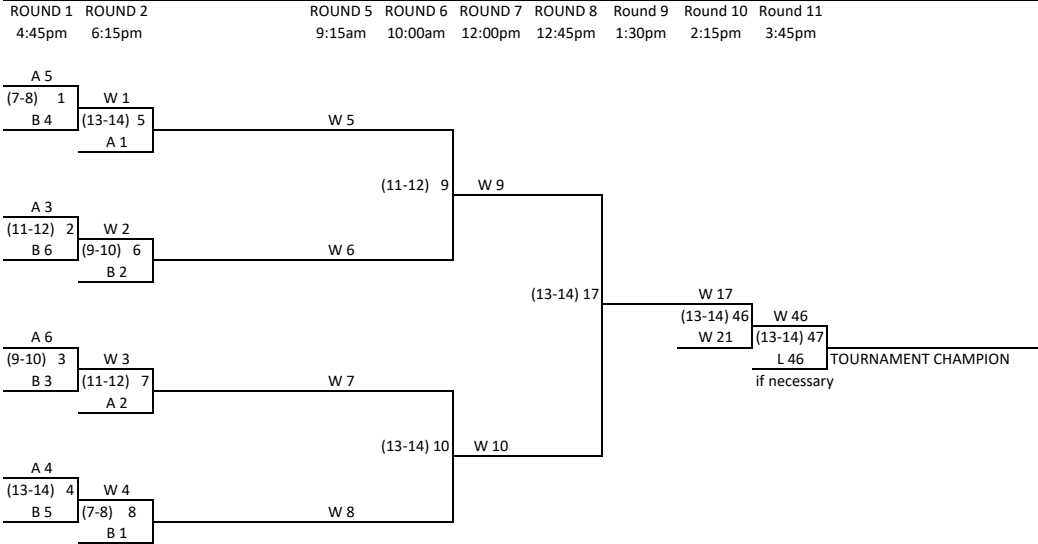 ROUND 1 ROUND 2 ROUND 5 ROUND 6 ROUND 7 ROUND 8 Round 9 Round 10 Round 11
4:45pm 6:15pm 9:15am 10:00am 12:00pm 12:45pm 1:30pm 2:15pm 3:45pm
A 5
(7-8) 1 W 1
B 4 (13-14) 5 W 5
A 1
(11-12) 9 W 9
A 3
(11-12) 2 W 2
B 6 (9-10) 6 W 6
B 2
(13-14) 17 W 17
(13-14) 46 W 46
A 6 W 21 (13-14) 47
(9-10) 3 W 3 L 46 TOURNAMENT CHAMPION
B 3 (11-12) 7 W 7 if necessary
A 2
(13-14) 10 W 10
A 4
(13-14) 4 W 4
B 5 (7-8) 8 W 8
B 1